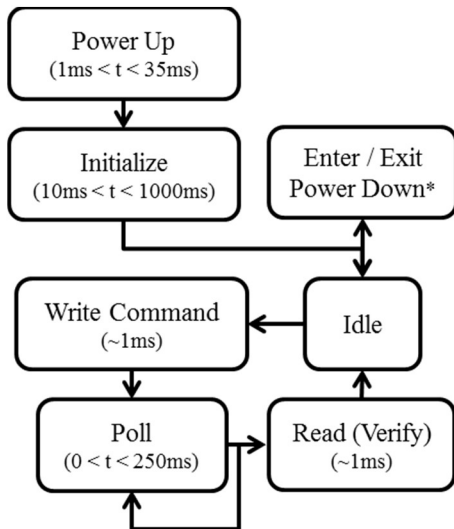 Power Up
(1ms < t < 35ms)
Initialize
(10ms < t < 1000ms)
Enter / Exit
Power Down*
Write Command
(~1ms)
Idle
Poll
(0 < t < 250ms)
Read (Verify)
(~1ms)